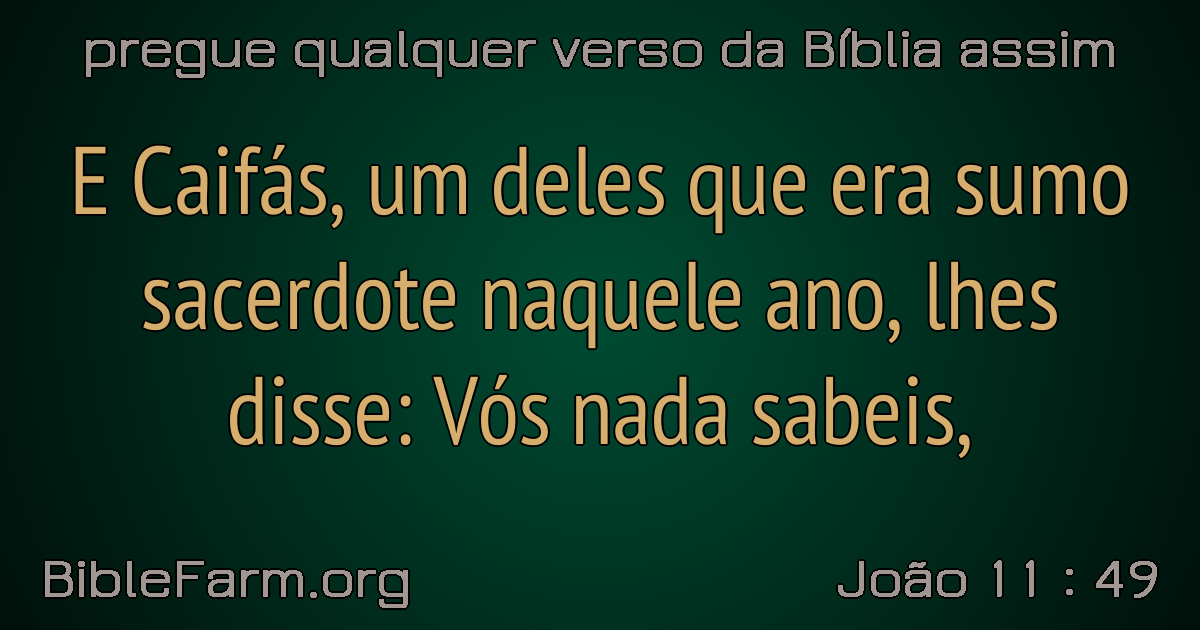 pregue qualquer verso da Bíblia assim
E Caifás, um deles que era sumo
sacerdote naquele ano, lhes
disse: Vós nada sabeis,
BibleFarm.org
João 11 : 49